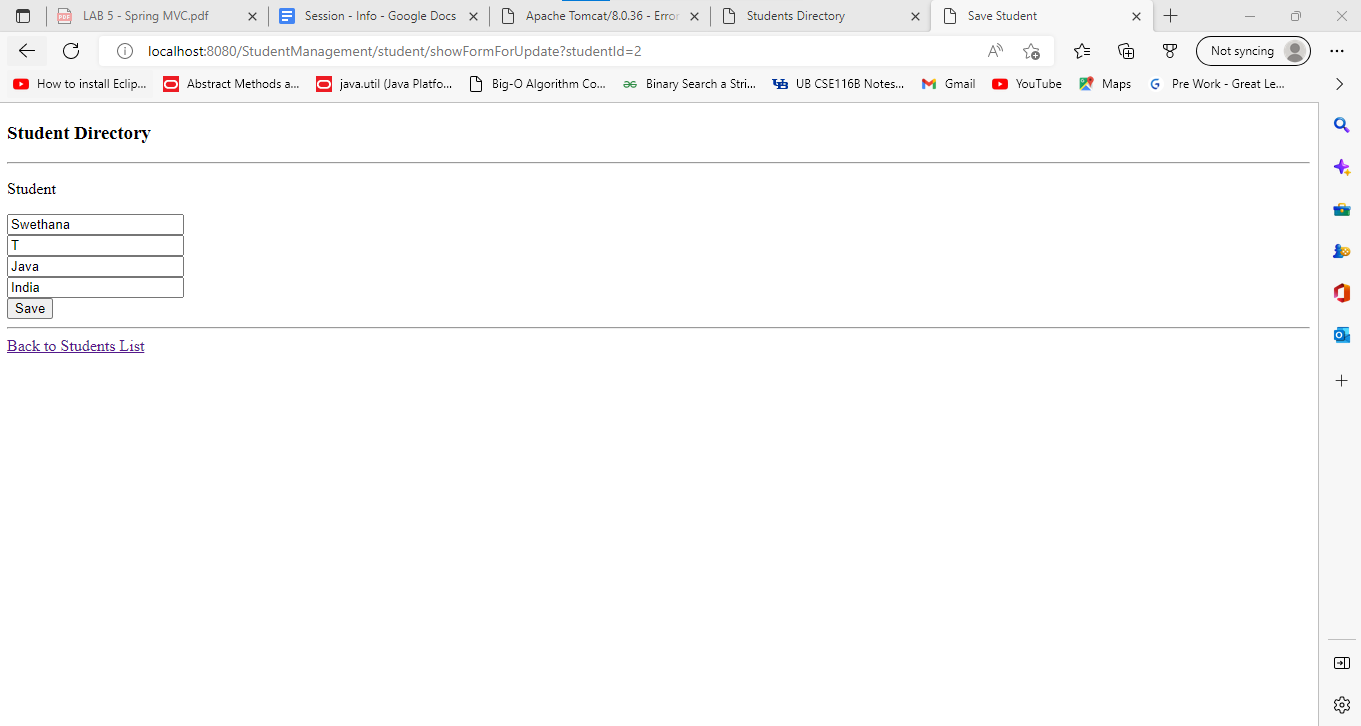 LAB 5 - Spring MVC.pdf
Session - Info - Google Docs
Apache Tomcat/8.0.36 - Error
Students Directory
Save Student
localhost:8080/StudentManagement/student/showFormForUpdate?studentId=2
Not syncing
How to install Eclip...
Abstract Methods a...
java.util (Java Platfo...
Big-O Algorithm Co...
Binary Search a Stri...
UB CSE116B Notes...
Gmail
YouTube
Maps
Pre Work - Great Le...
Student Directory
Student
Swethana
T
Java
India
Save
Back to Students List